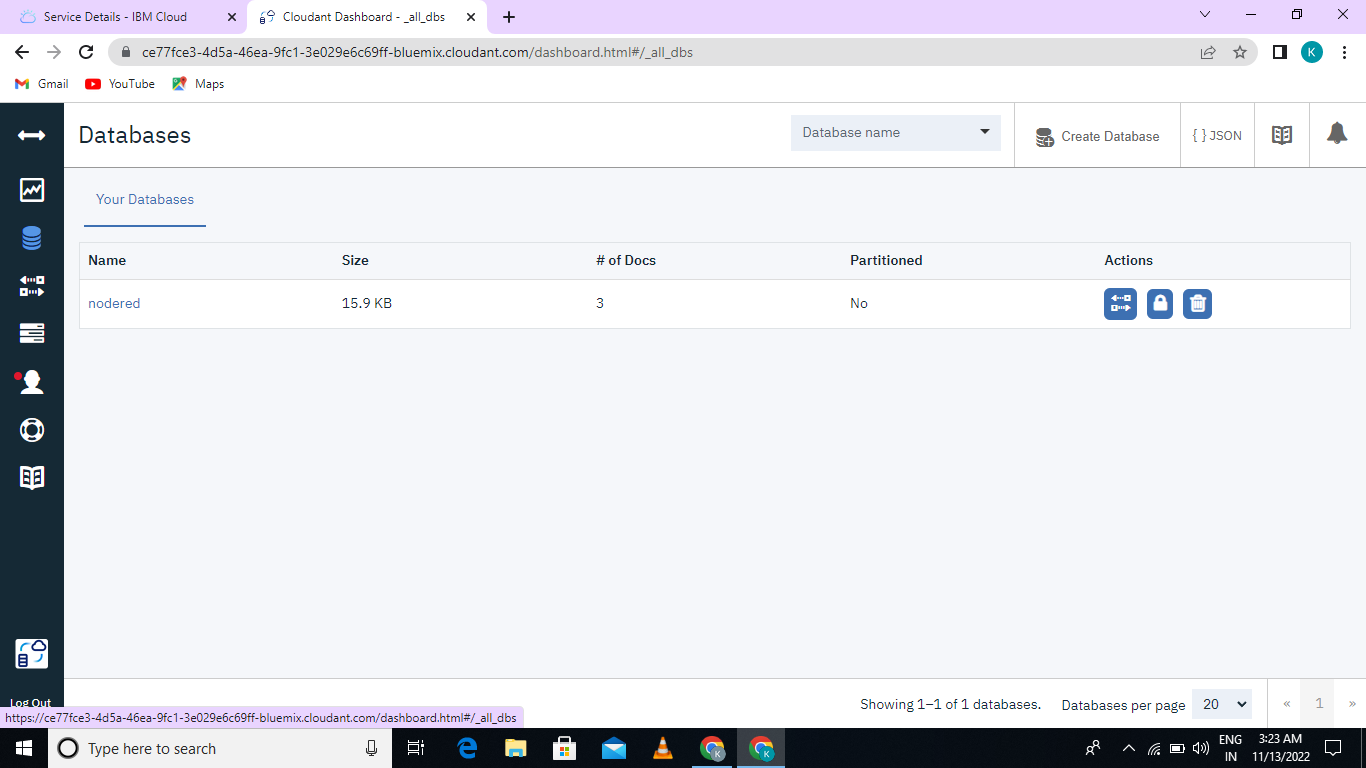 Service Details - IBM Cloud
Cloudant Dashboard - _all_dbs
ce77fce3-4d5a-46ea-9fc1-3e029e6c69ff-bluemix.cloudant.com/dashboard.html#/_all_dbs
K
Gmail
YouTube
Maps
Databases
Database name
Create Database
{ } JSON
Your Databases
Name Size # of Docs Partitioned Actions
nodered 15.9 KB 3 No
Log Out
Showing 1–1 of 1 databases.
Databases per page
20
«
1
»
https://ce77fce3-4d5a-46ea-9fc1-3e029e6c69ff-bluemix.cloudant.com/dashboard.html#/_all_dbs
Type here to search
K
K
ENG
IN
3:23 AM
11/13/2022